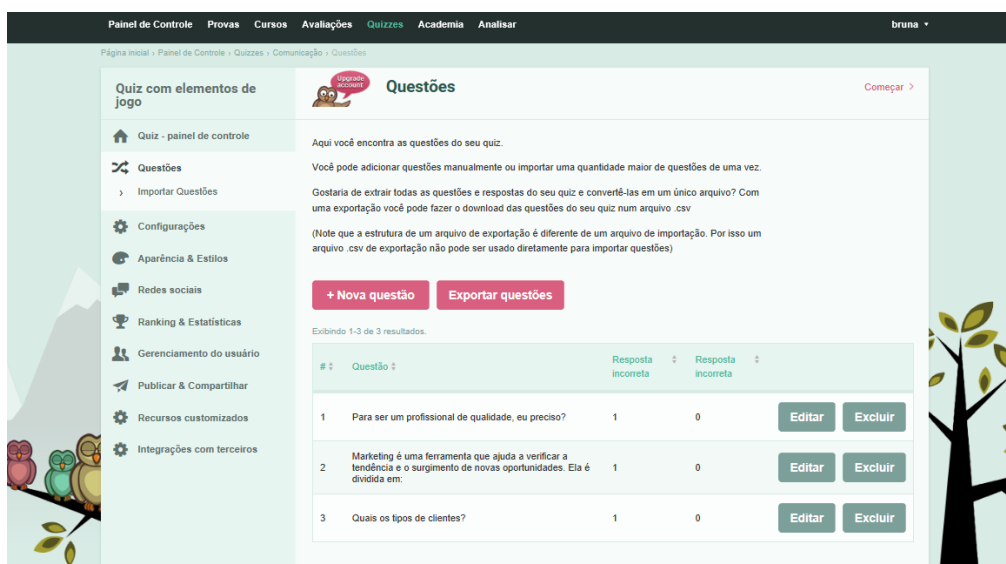 Painel de Controle Provas Cursos Avaliações Quizzes Academia Analisar bruna
Página inicial › Painel de Controle › Quizzes › Comunicação › Questões
Quiz com elementos de
jogo
Quiz - painel de controle
Questões
Importar Questões
Configurações
Aparência & Estilos
Redes sociais
Ranking & Estatísticas
Gerenciamento do usuário
Publicar & Compartilhar
Recursos customizados
Integrações com terceiros
Upgrade
account
Questões
Começar >
Aqui você encontra as questões do seu quiz.
Você pode adicionar questões manualmente ou importar uma quantidade maior de questões de uma vez.
Gostaria de extrair todas as questões e respostas do seu quiz e convertê-las em um único arquivo? Com
uma exportação você pode fazer o download das questões do seu quiz num arquivo .csv
(Note que a estrutura de um arquivo de exportação é diferente de um arquivo de importação. Por isso um
arquivo .csv de exportação não pode ser usado diretamente para importar questões)
+ Nova questão Exportar questões
Exibindo 1-3 de 3 resultados.
# Questão Resposta incorreta Resposta incorreta
1 Para ser um profissional de qualidade, eu preciso? 1 0 Editar Excluir
Marketing é uma ferramenta que ajuda a verificar a
2 tendência e o surgimento de novas oportunidades. Ela é 1 0 Editar Excluir
dividida em:
3 Quais os tipos de clientes? 1 0 Editar Excluir